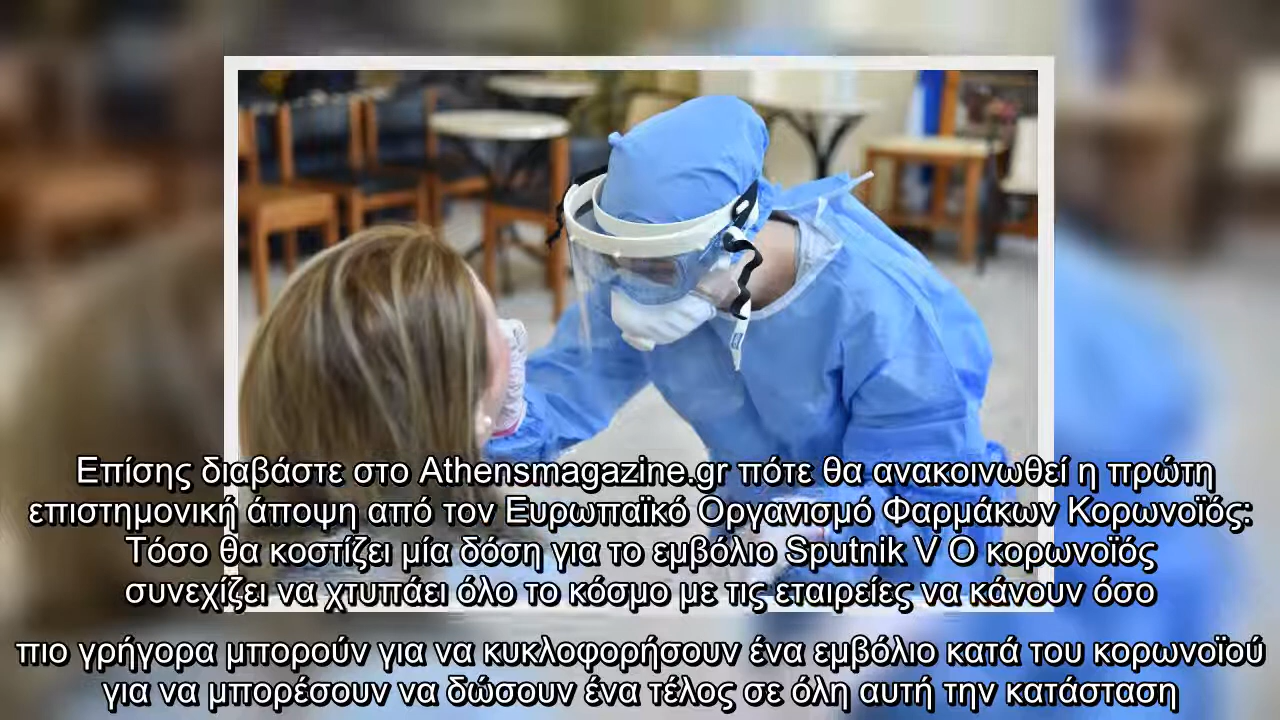 Επίσης διαβάστε στο Athensmagazine.gr πότε θα ανακοινωθεί η πρώτη
επιστημονική άποψη από τον Ευρωπαϊκό Οργανισμό Φαρμάκων Κορωνοϊός:
Τόσο θα κοστίζει μία δόση για το εμβόλιο Sputnik V Ο κορωνοϊός
συνεχίζει να χτυπάει όλο το κόσμο με τις εταιρείες να κάνουν όσο
πιο γρήγορα μπορούν για να κυκλοφορήσουν ένα εμβόλιο κατά του κορωνοϊού
για να μπορέσουν να δώσουν ένα τέλος σε όλη αυτή την κατάσταση